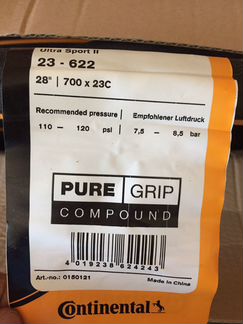 Ultra Sport II
23 - 622
28" | 700 x 23C
Recommended pressure | Empfohlener Luftdruck
110 — 120 psi | 7,5 — 8,5 bar
PURE GRIP
COMPOUND
4 019238 624243
Art.-no.: 0150121 Made in China
Continental